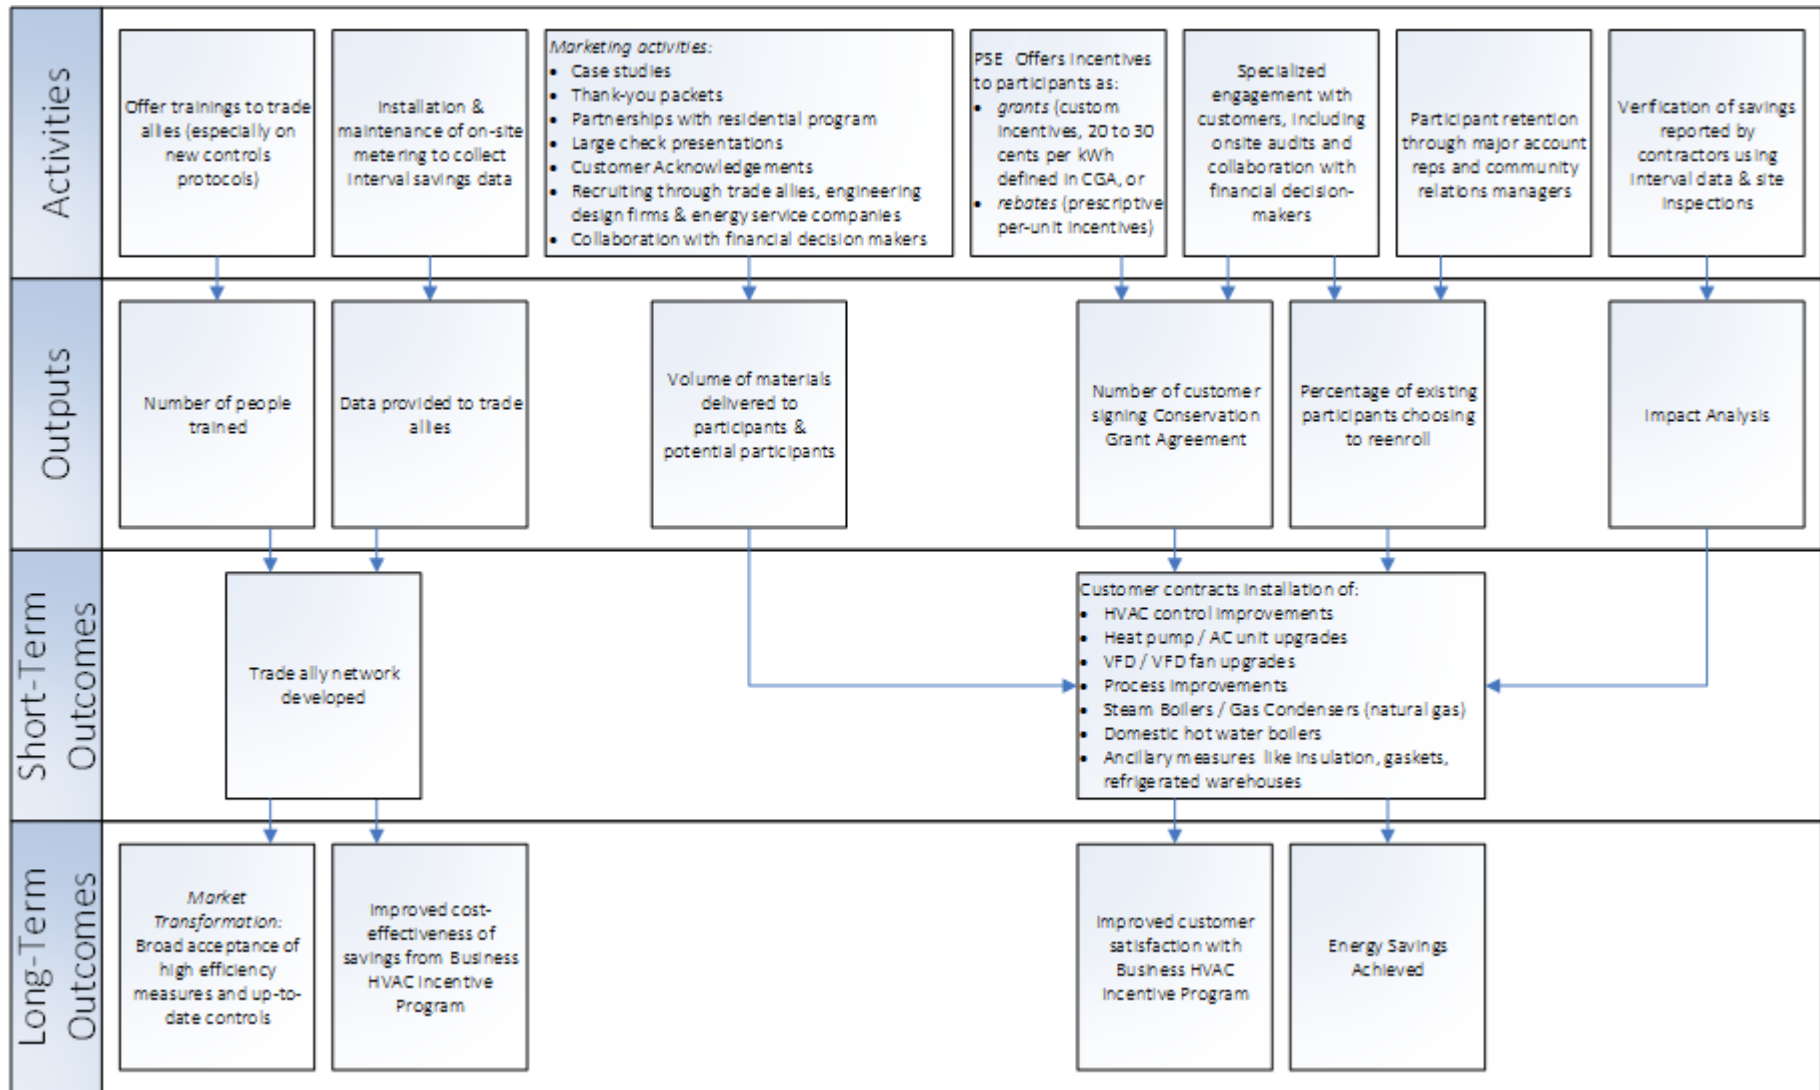 Activities
Offer trainings to trade
allies (especially on
new controls
protocols)
Installation &
maintenance of on-site
metering to collect
interval savings data
Marketing activities:
• Case studies
• Thank-you packets
• Partnerships with residential program
• Large check presentations
• Customer Acknowledgements
• Recruiting through trade allies, engineering
design firms & energy service companies
• Collaboration with financial decision makers
PSE Offers incentives
to participants as:
• grants (custom
incentives, 20 to 30
cents per kWh
defined in CGA, or
• rebates (prescriptive
per-unit incentives)
Specialized
engagement with
customers, including
onsite audits and
collaboration with
financial decision-
makers
Participant retention
through major account
reps and community
relations managers
Verification of savings
reported by
contractors using
interval data & site
inspections
Outputs
Number of people
trained
Data provided to trade
allies
Volume of materials
delivered to
participants &
potential participants
Number of customer
signing Conservation
Grant Agreement
Percentage of existing
participants choosing
to reenroll
Impact Analysis
Short-Term
Outcomes
Trade ally network
developed
Customer contracts installation of:
• HVAC control improvements
• Heat pump / AC unit upgrades
• VFD / VFD fan upgrades
• Process improvements
• Steam Boilers / Gas Condensers (natural gas)
• Domestic hot water boilers
• Ancillary measures like insulation, gaskets,
refrigerated warehouses
Long-Term
Outcomes
Market
Transformation:
Broad acceptance of
high efficiency
measures and up-to-
date controls
Improved cost-
effectiveness of
savings from Business
HVAC Incentive
Program
Improved customer
satisfaction with
Business HVAC
Incentive Program
Energy Savings
Achieved